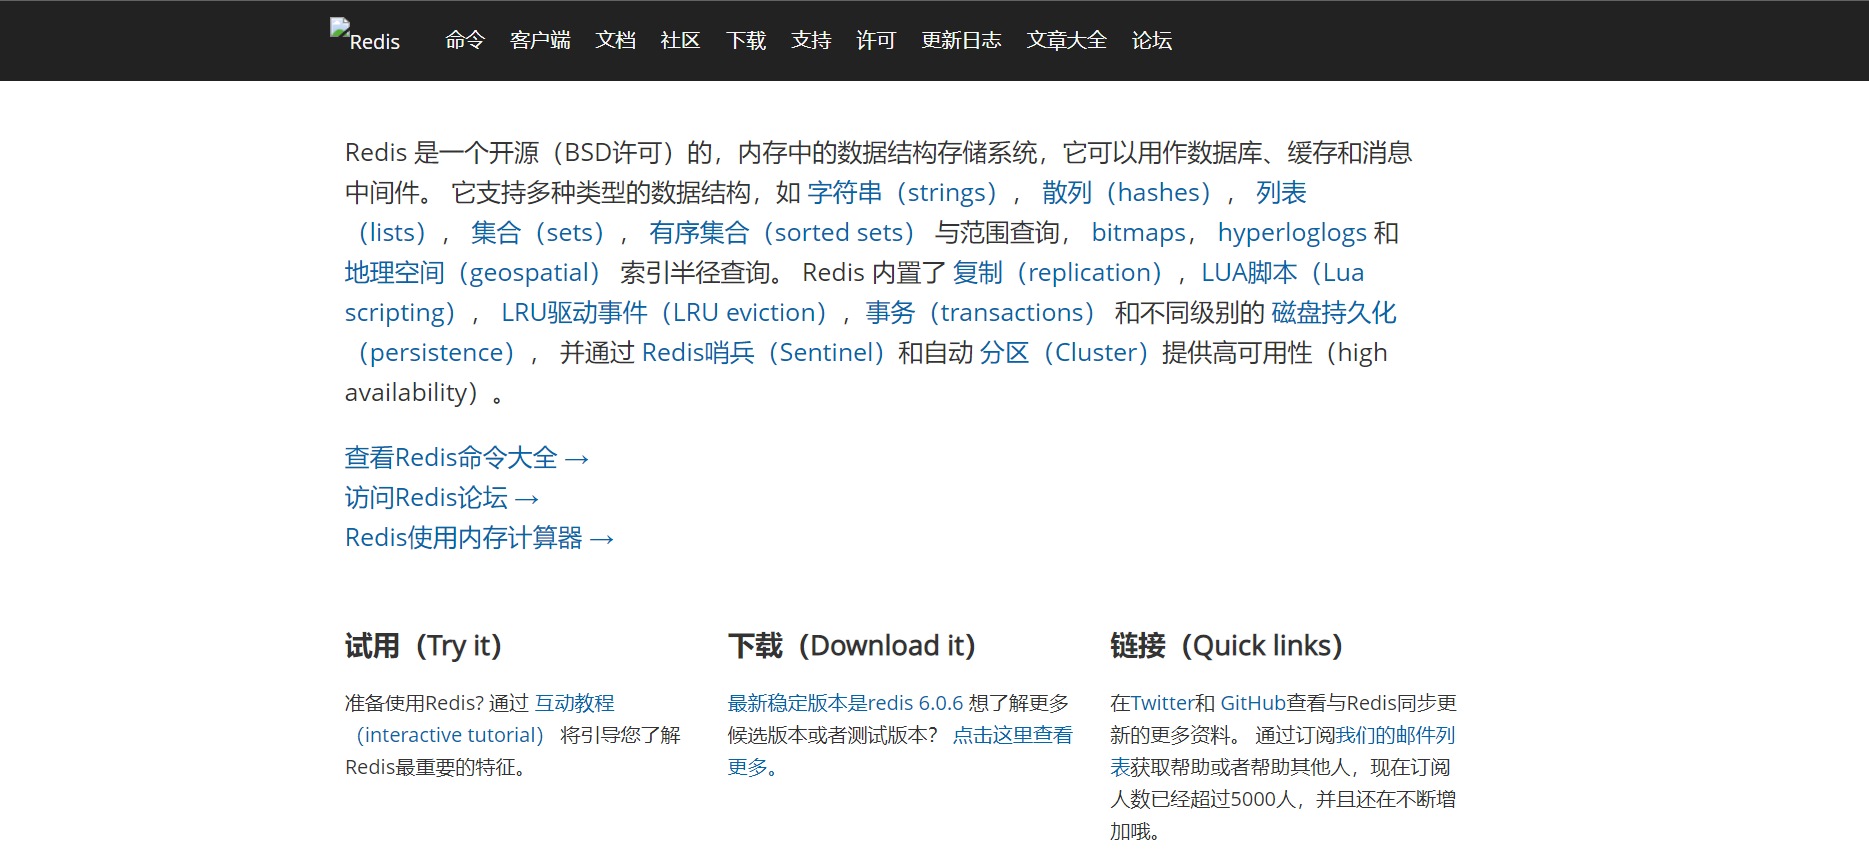 Redis 命令 客户端 文档 社区 下载 支持 许可 更新日志 文章大全 论坛
Redis 是一个开源（BSD许可）的，内存中的数据结构存储系统，它可以用作数据库、缓存和消息
中间件。 它支持多种类型的数据结构，如 字符串（strings）， 散列（hashes）， 列表
（lists）， 集合（sets）， 有序集合（sorted sets） 与范围查询， bitmaps， hyperloglogs 和
地理空间（geospatial） 索引半径查询。 Redis 内置了 复制（replication），LUA脚本（Lua
scripting）， LRU驱动事件（LRU eviction），事务（transactions） 和不同级别的 磁盘持久化
（persistence）， 并通过 Redis哨兵（Sentinel）和自动 分区（Cluster）提供高可用性（high
availability）。
查看Redis命令大全 →
访问Redis论坛 →
Redis使用内存计算器 →
试用（Try it）
准备使用Redis? 通过 互动教程
（interactive tutorial） 将引导您了解
Redis最重要的特征。
下载（Download it）
最新稳定版本是redis 6.0.6 想了解更多
候选版本或者测试版本？ 点击这里查看
更多。
链接（Quick links）
在Twitter和 GitHub查看与Redis同步更
新的更多资料。 通过订阅我们的邮件列
表获取帮助或者帮助其他人，现在订阅
人数已经超过5000人，并且还在不断增
加哦。